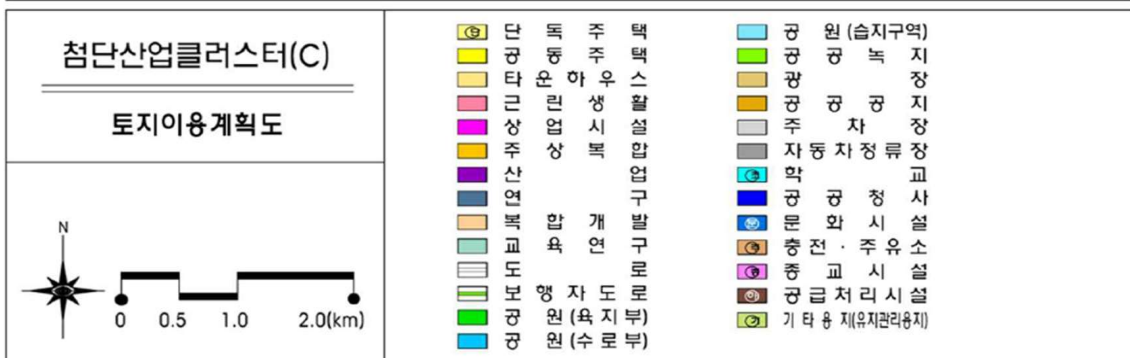 첨단산업클러스터(C)
토지이용계획도
N
0 0.5 1.0 2.0(km)
단 독 주 택
공 동 주 택
타 운 하 우 스
근 린 생 활
상 업 시 설
주 상 복 합
산 업
연 구
복 합 개 발
교 육 연 구
도 로
보 행 자 도 로
공 원 (육 지 부)
공 원 (수 로 부)
공 원 (습지구역)
공 공 녹 지
광 장
공 공 공 지
주 차 장
자 동 차 정 류 장
학 교
공 공 청 사
문 화 시 설
충 전 · 주 유 소
종 교 시 설
공 급 처 리 시 설
기 타 용 지(유지관리용지)